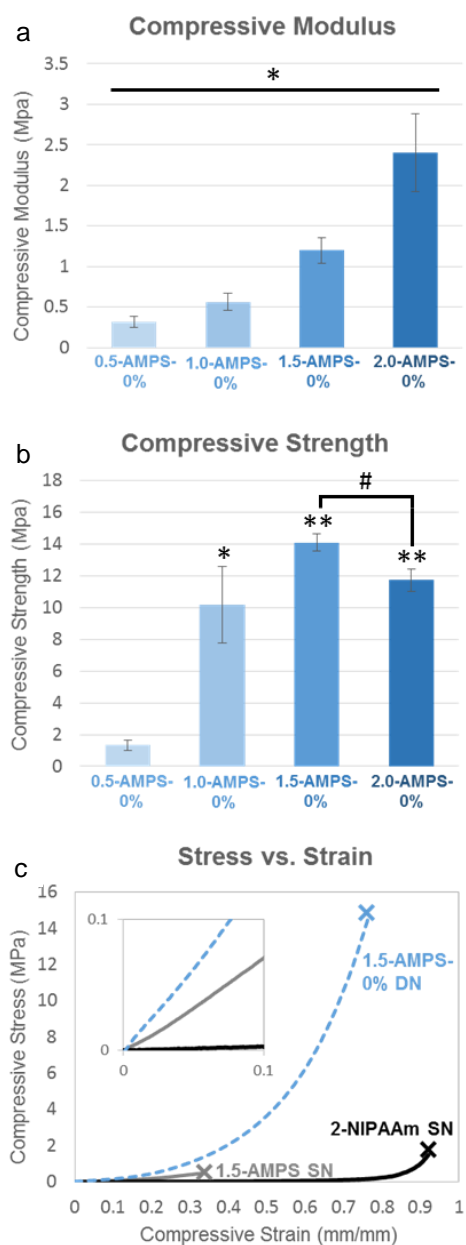 a
Compressive Modulus
Compressive Modulus (Mpa)
3.5
3
2.5
2
1.5
1
0.5
0
*
0.5-AMPS-
0%
1.0-AMPS-
0%
1.5-AMPS-
0%
2.0-AMPS-
0%
b
Compressive Strength
Compressive Strength (Mpa)
18
16
14
12
10
8
6
4
2
0
*
**
#
**
0.5-AMPS-
0%
1.0-AMPS-
0%
1.5-AMPS-
0%
2.0-AMPS-
0%
c
Stress vs. Strain
Compressive Stress (MPa)
16
14
12
10
8
6
4
2
0
0.1
0
0
0.1
1.5-AMPS-
0% DN
2-NIPAAm SN
1.5-AMPS SN
0 0.1 0.2 0.3 0.4 0.5 0.6 0.7 0.8 0.9 1
Compressive Strain (mm/mm)